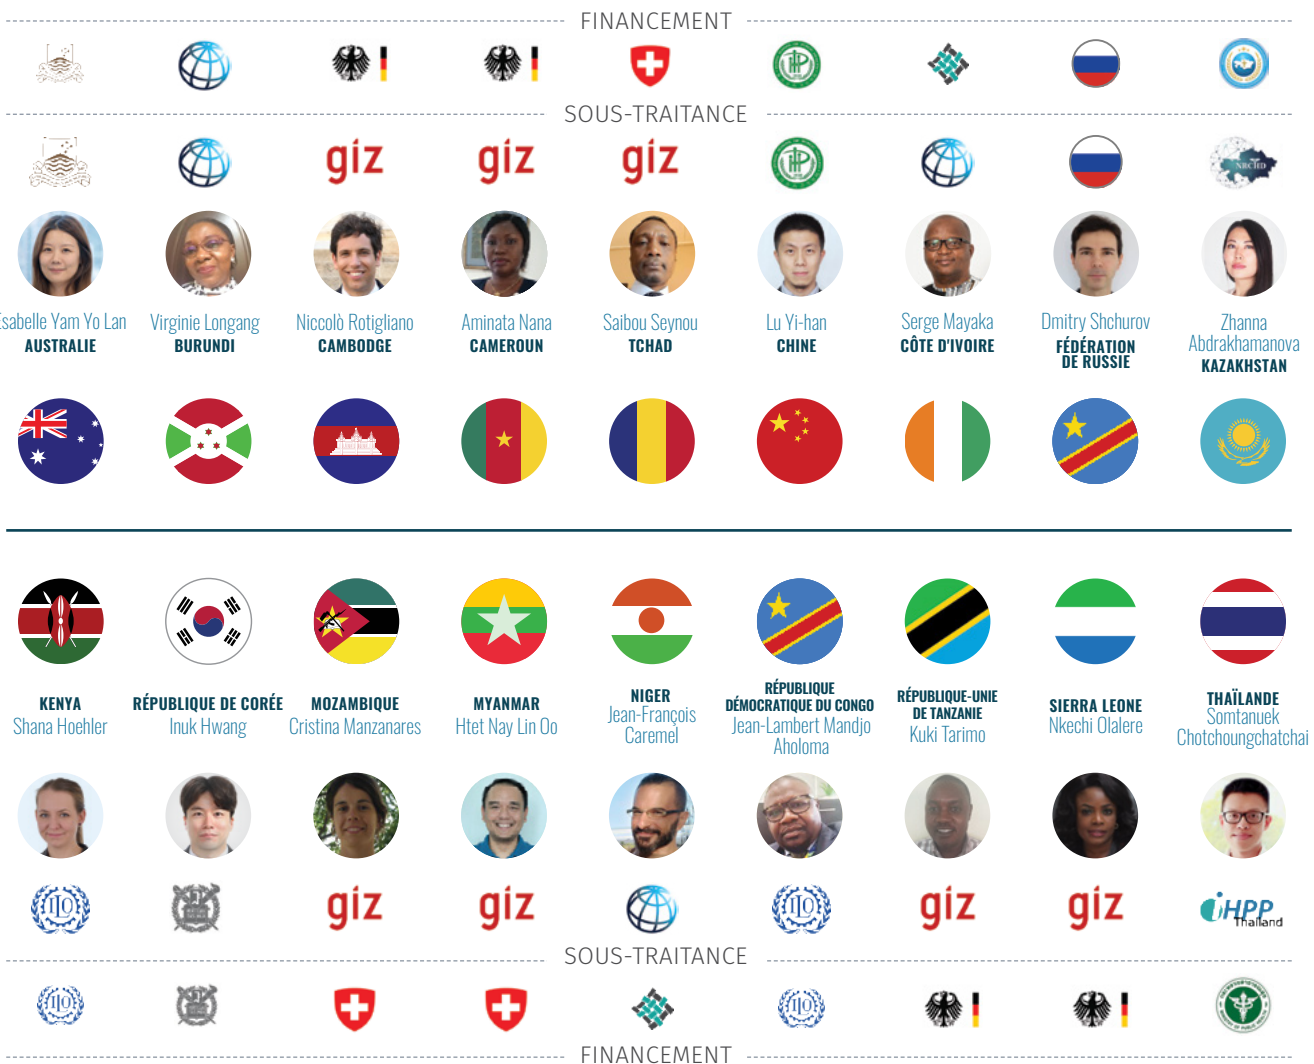 FINANCEMENT
SOUS-TRAITANCE
giz
giz
giz
NRCHD
sabelle Yam Yo Lan
AUSTRALIE
Virginie Longang
BURUNDI
Niccolò Rotigliano
CAMBODGE
Aminata Nana
CAMEROUN
Saibou Seynou
TCHAD
Lu Yi-han
CHINE
Serge Mayaka
CÔTE D'IVOIRE
Dmitry Shchurov
FÉDÉRATION
DE RUSSIE
Zhanna
Abdrakhamanova
KAZAKHSTAN
KENYA
Shana Hoehler
RÉPUBLIQUE DE CORÉE
Inuk Hwang
MOZAMBIQUE
Cristina Manzanares
MYANMAR
Htet Nay Lin Oo
NIGER
Jean-François
Caremel
RÉPUBLIQUE
DÉMOCRATIQUE DU CONGO
Jean-Lambert Mandjo
Aholoma
RÉPUBLIQUE-UNIE
DE TANZANIE
Kuki Tarimo
SIERRA LEONE
Nkechi Olalere
THAÏLANDE
Somtanuek
Chotchoungchatchai
ILO
giz
giz
ILO
giz
giz
iHPP
Thailand
SOUS-TRAITANCE
ILO
ILO
FINANCEMENT